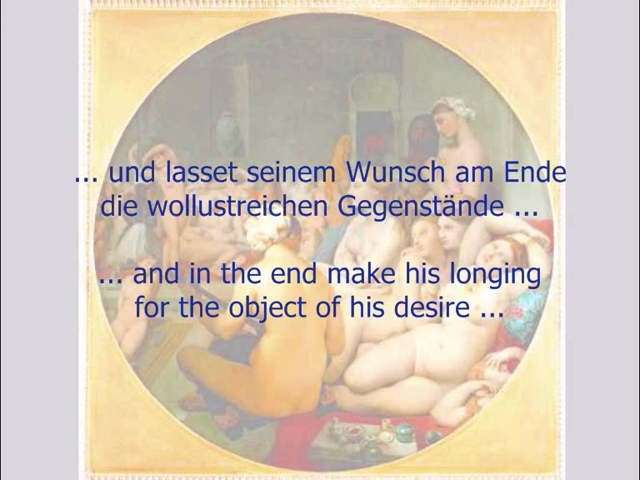 ... und lasset seinem Wunsch am Ende
die wollustreichen Gegenstände ...
... and in the end make his longing
for the object of his desire ...